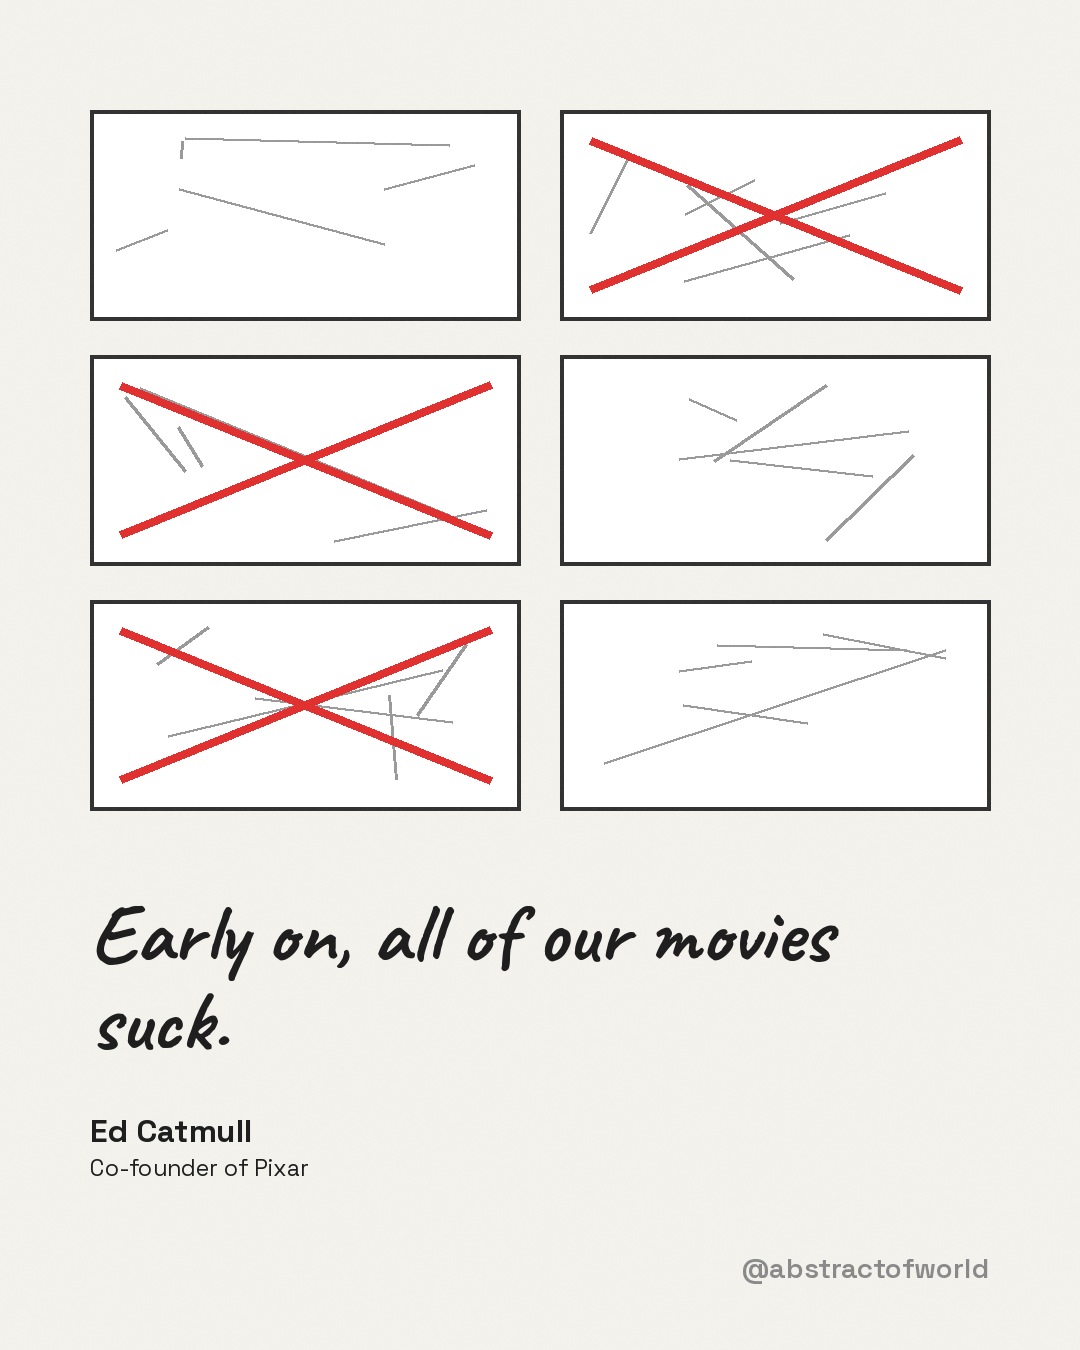 Early on, all of our movies
suck.
Ed Catmull
Co-founder of Pixar
@abstractofworld